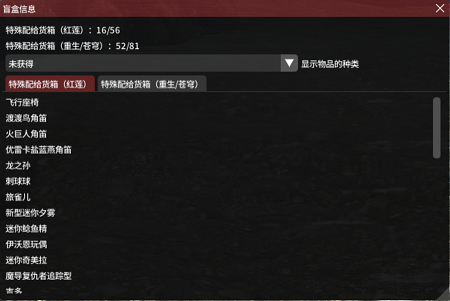 盲盒信息
特殊配给货箱（红莲）：16/56
特殊配给货箱（重生/苍穹）：52/81
未获得
显示物品的种类
特殊配给货箱（红莲）
特殊配给货箱（重生/苍穹）
飞行座椅
渡渡鸟角笛
火巨人角笛
优雷卡盐蓝燕角笛
龙之孙
刺球球
旅雀儿
新型迷你夕雾
迷你鲶鱼精
伊沃恩玩偶
迷你奇美拉
魔导复仇者追踪型